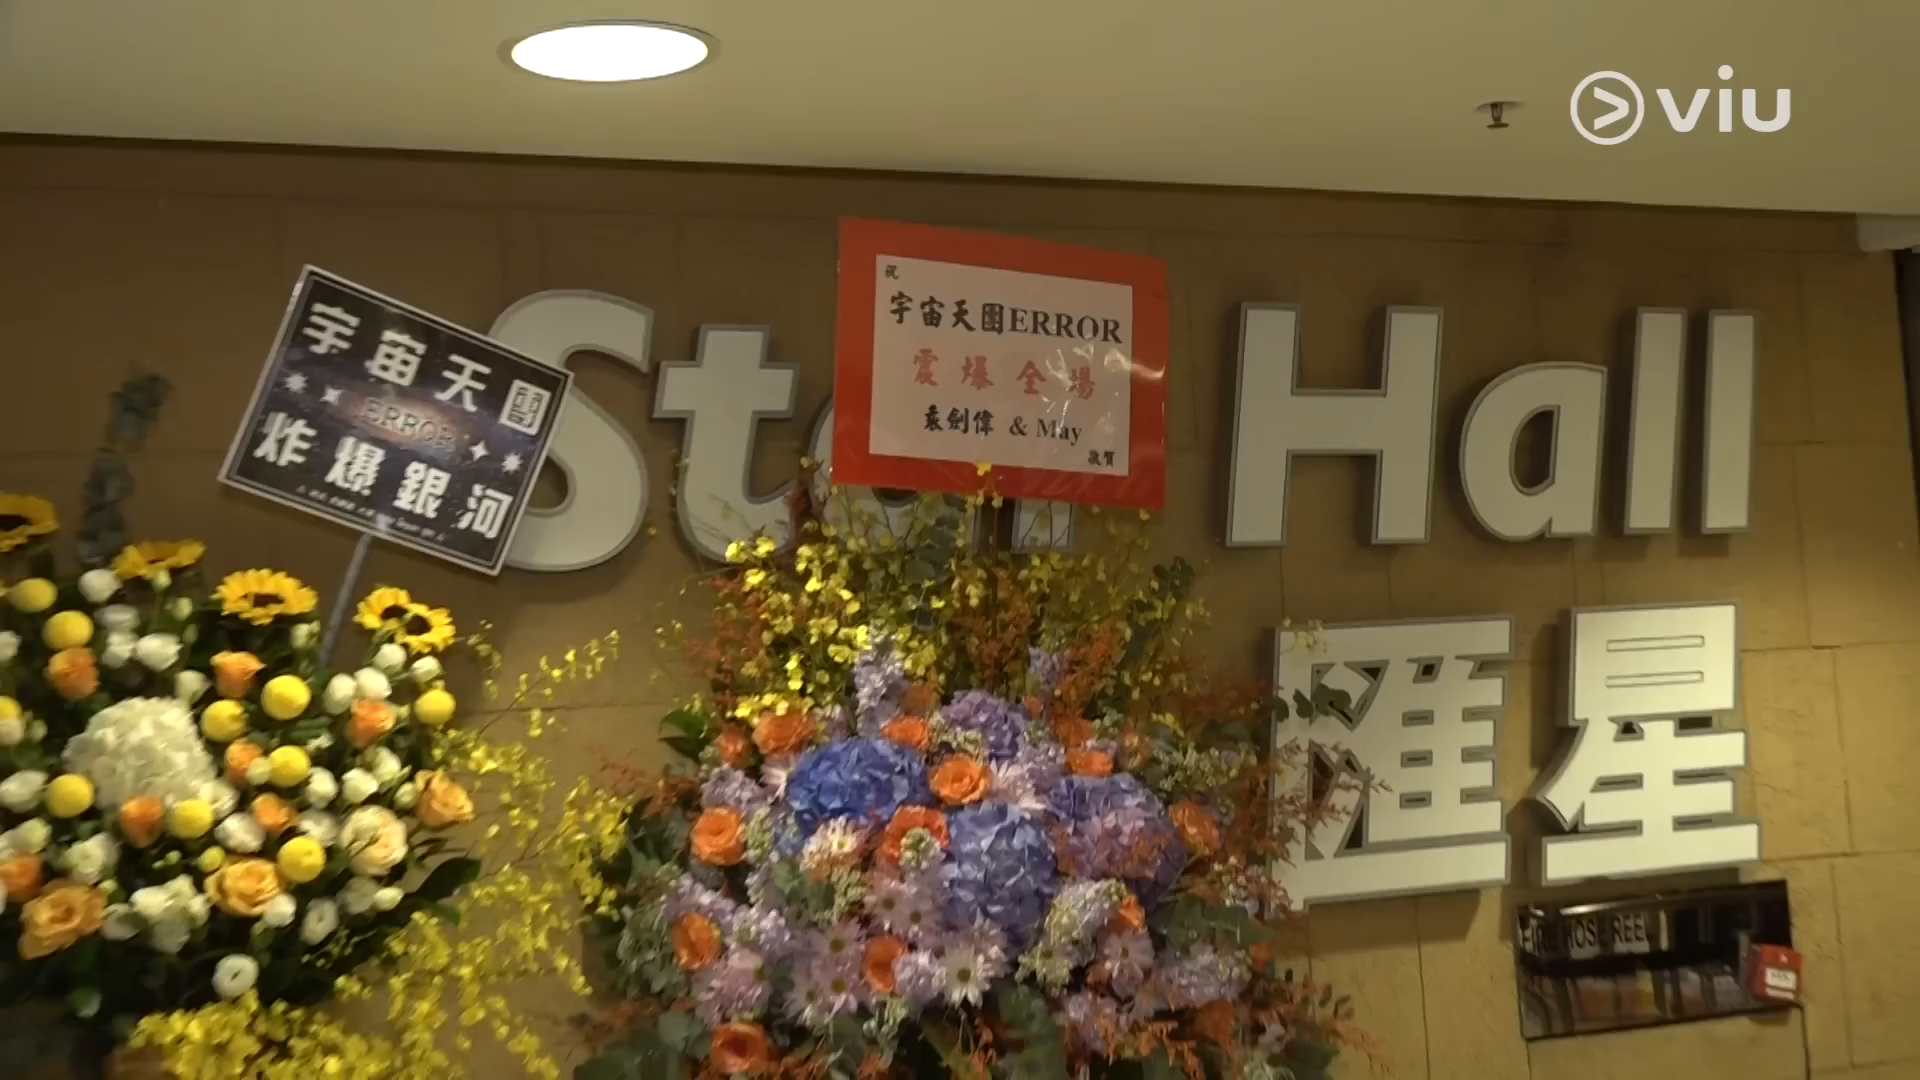 viu
宇宙天團
ERROR
炸爆銀河
祝
宇宙天團ERROR
震爆全場
袁劍偉 & May
敬賀
Star Hall
匯星
FIRE HOSE REEL